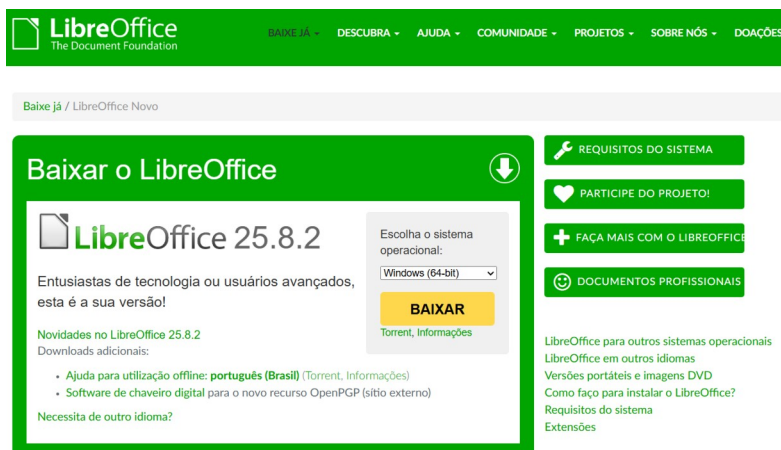 LibreOffice
The Document Foundation
BAIXE JÁ DESCUBRA AJUDA COMUNIDADE PROJETOS SOBRE NÓS DOAÇÕES
Baixe já / LibreOffice Novo
Baixar o LibreOffice
LibreOffice 25.8.2
Entusiastas de tecnologia ou usuários avançados,
esta é a sua versão!
Novidades no LibreOffice 25.8.2
Downloads adicionais:
Ajuda para utilização offline: português (Brasil) (Torrent, Informações)
Software de chaveiro digital para o novo recurso OpenPGP (sítio externo)
Necessita de outro idioma?
Escolha o sistema
operacional:
Windows (64-bit)
BAIXAR
Torrent, Informações
REQUISITOS DO SISTEMA
PARTICIPE DO PROJETO!
FAÇA MAIS COM O LIBREOFFICE
DOCUMENTOS PROFISSIONAIS
LibreOffice para outros sistemas operacionais
LibreOffice em outros idiomas
Versões portáteis e imagens DVD
Como faço para instalar o LibreOffice?
Requisitos do sistema
Extensões